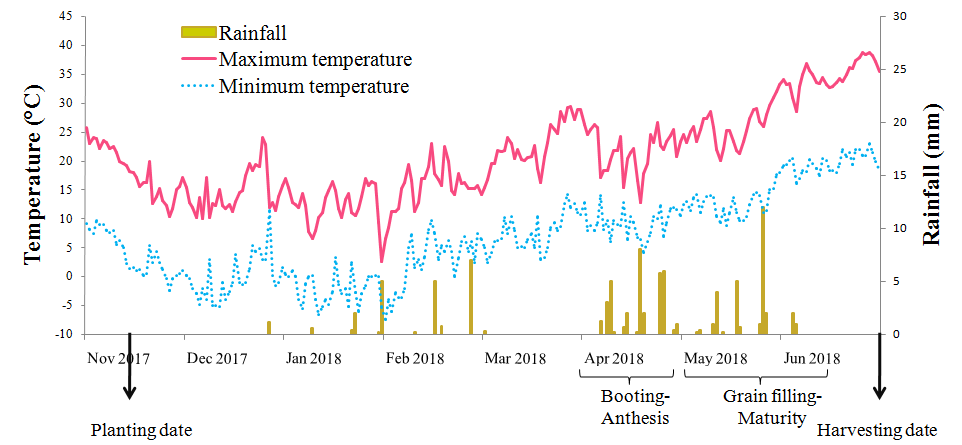 45
40
35
30
25
20
15
10
5
0
-5
-10
Temperature (°C)
Rainfall
Maximum temperature
Minimum temperature
30
25
20
15
10
5
0
Rainfall (mm)
Nov 2017 Dec 2017 Jan 2018 Feb 2018 Mar 2018 Apr 2018 May 2018 Jun 2018
Booting-
Anthesis
Grain filling-
Maturity
Planting date
Harvesting date